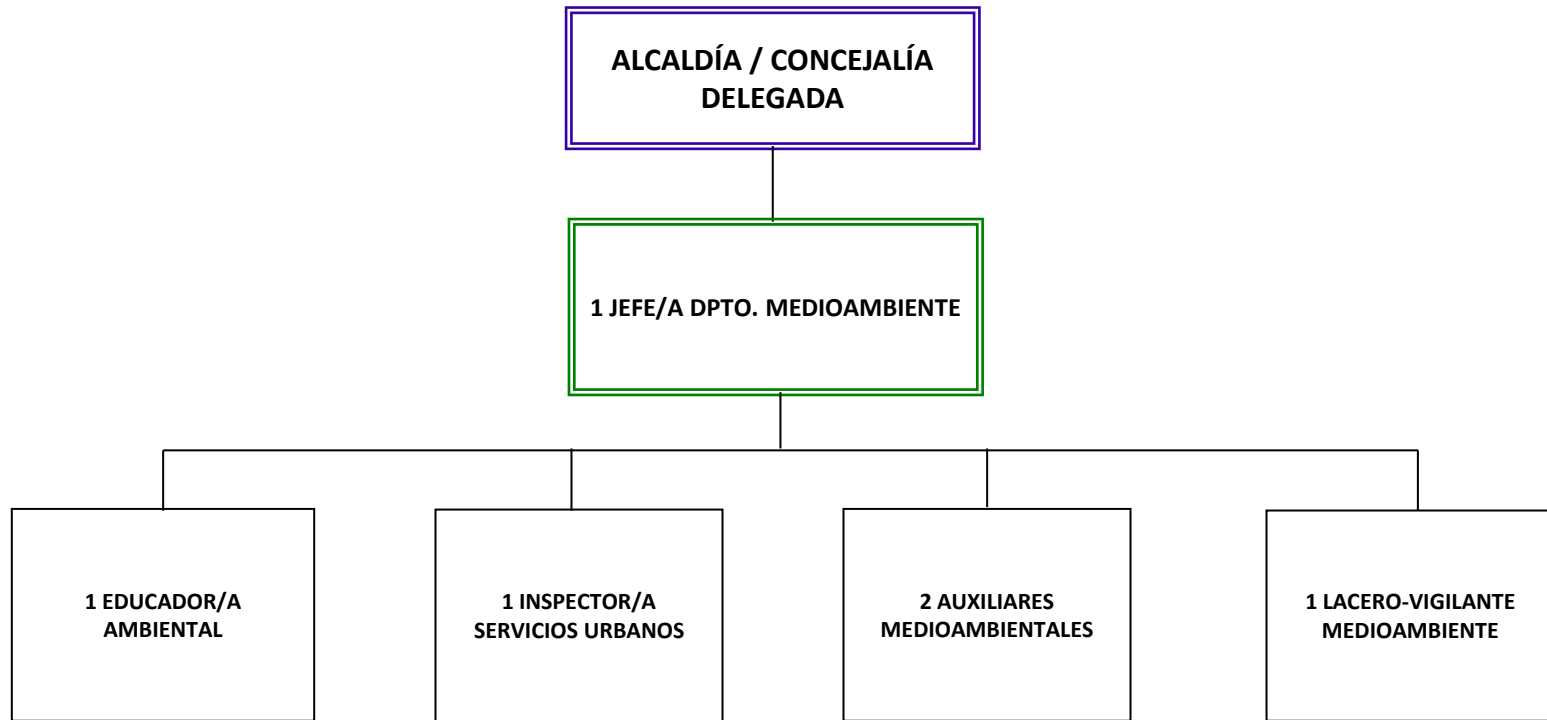 ALCALDÍA / CONCEJALÍA
DELEGADA
1 JEFE/A DPTO. MEDIOAMBIENTE
1 EDUCADOR/A
AMBIENTAL
1 INSPECTOR/A
SERVICIOS URBANOS
2 AUXILIARES
MEDIOAMBIENTALES
1 LACERO-VIGILANTE
MEDIOAMBIENTE